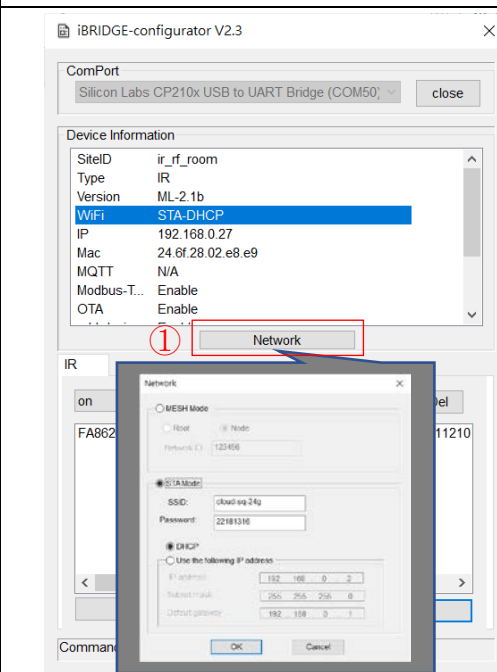 iBRIDGE-configurator V2.3
ComPort
Silicon Labs CP210x USB to UART Bridge (COM50)
close
Device Information
SiteID ir_rf_room
Type IR
Version ML-2.1b
WiFi STA-DHCP
IP 192.168.0.27
Mac 24.6f.28.02.e8.e9
MQTT N/A
Modbus-T... Enable
OTA Enable
① Network
IR
on
FA862
11210
Network
MESH Mode
Root Node
Network ID 123456
STA Mode
SSID: cloud-sq-24g
Password: 22181316
DHCP
Use the following IP address
IP address 192 . 168 . 0 . 2
Subnet mask 255 . 255 . 255 . 0
Default gateway 192 . 168 . 0 . 1
OK Cancel
Comman